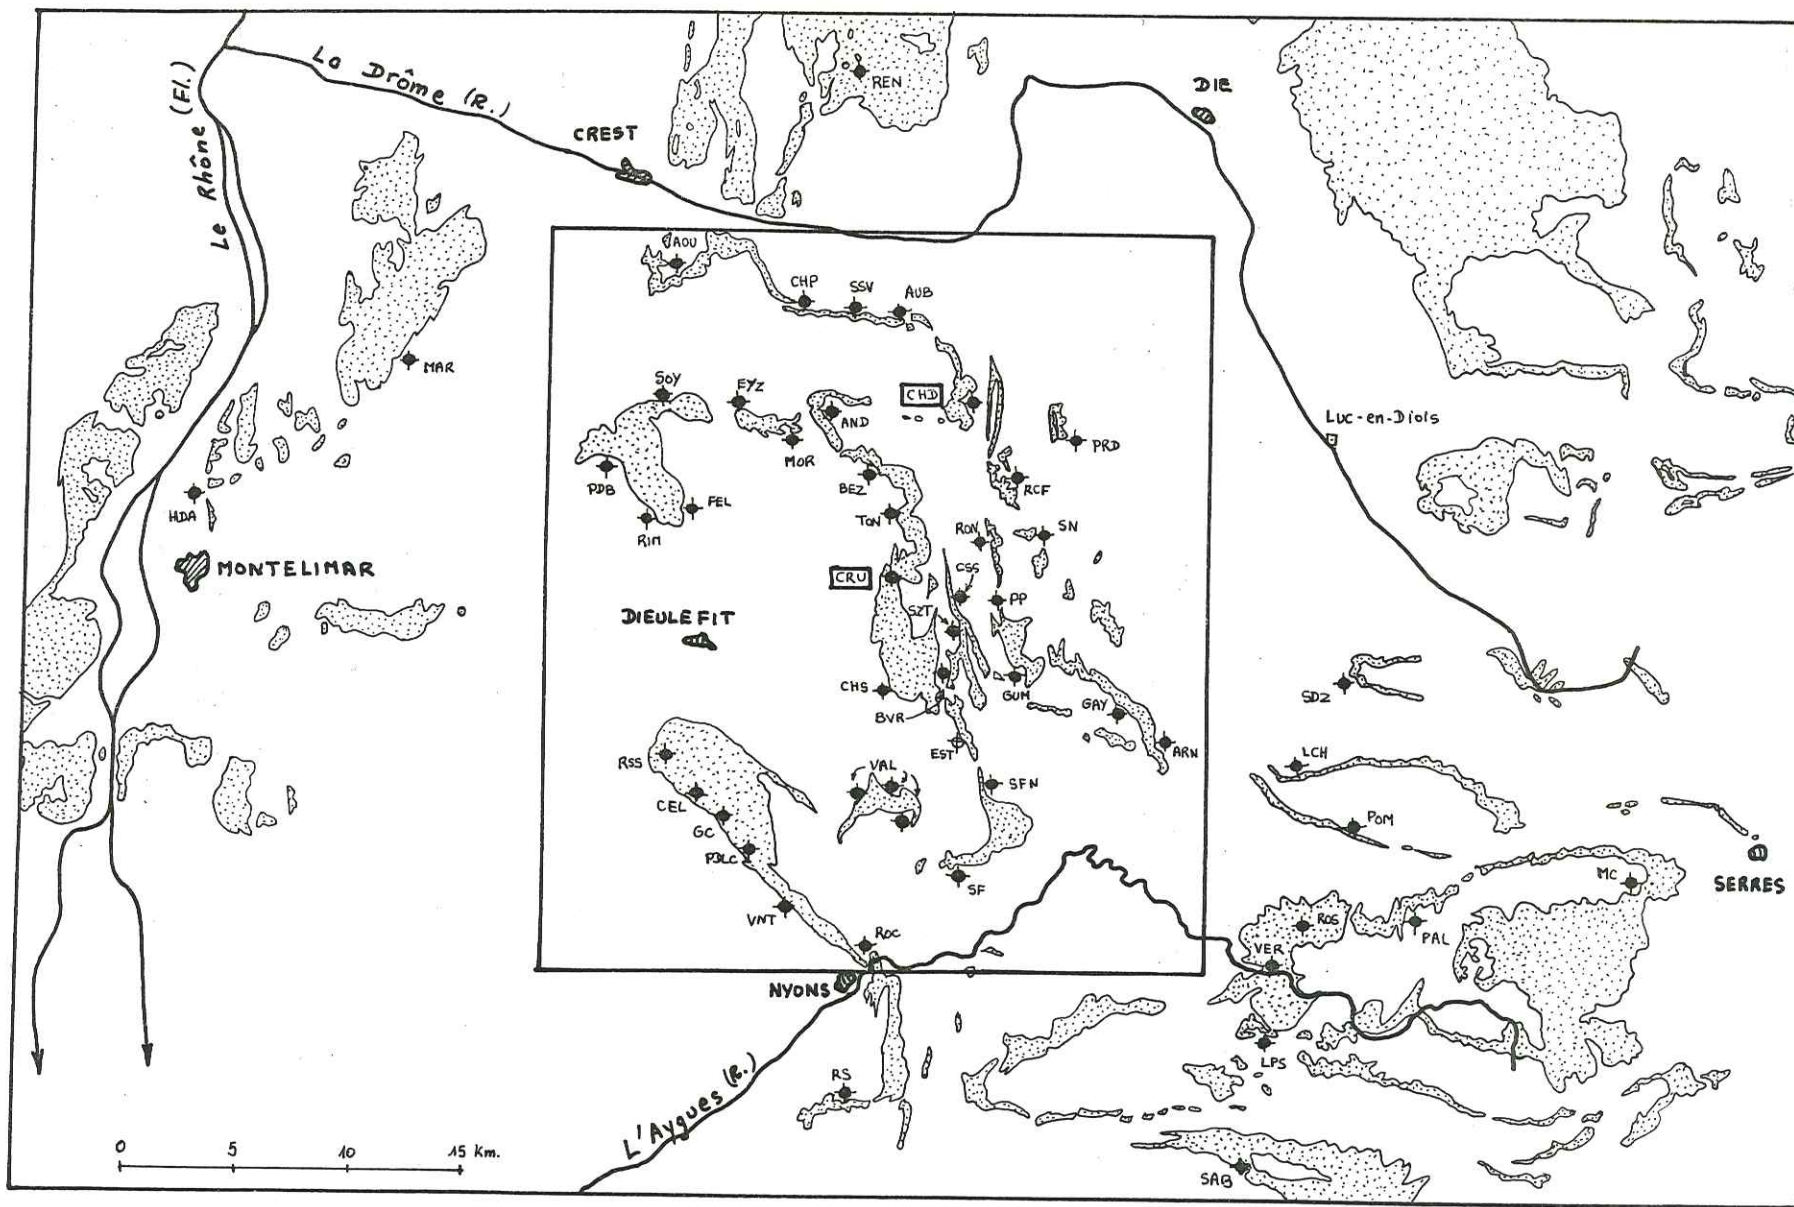 La Drôme (R.)
Le Rhône (Fl.)
REN
DIE
CREST
AOU
CHP
SSV
AUB
MAR
SOY
EYZ
CHD
AND
Luc-en-Diois
MOR
PRD
PDB
BEZ
RCF
HDA
FEL
TON
RIM
RON
SN
MONTELIMAR
CRU
CSS
SZT
PP
DIEULEFIT
CHS
GUM
SDZ
BVR
GAY
EST
ARN
RSS
VAL
LCH
SFN
CEL
GC
POM
PDLC
SF
MC
SERRES
VNT
ROS
PAL
ROC
VER
NYONS
LPS
RS
L'Aygues (R.)
0 5 10 15 Km.
SAB